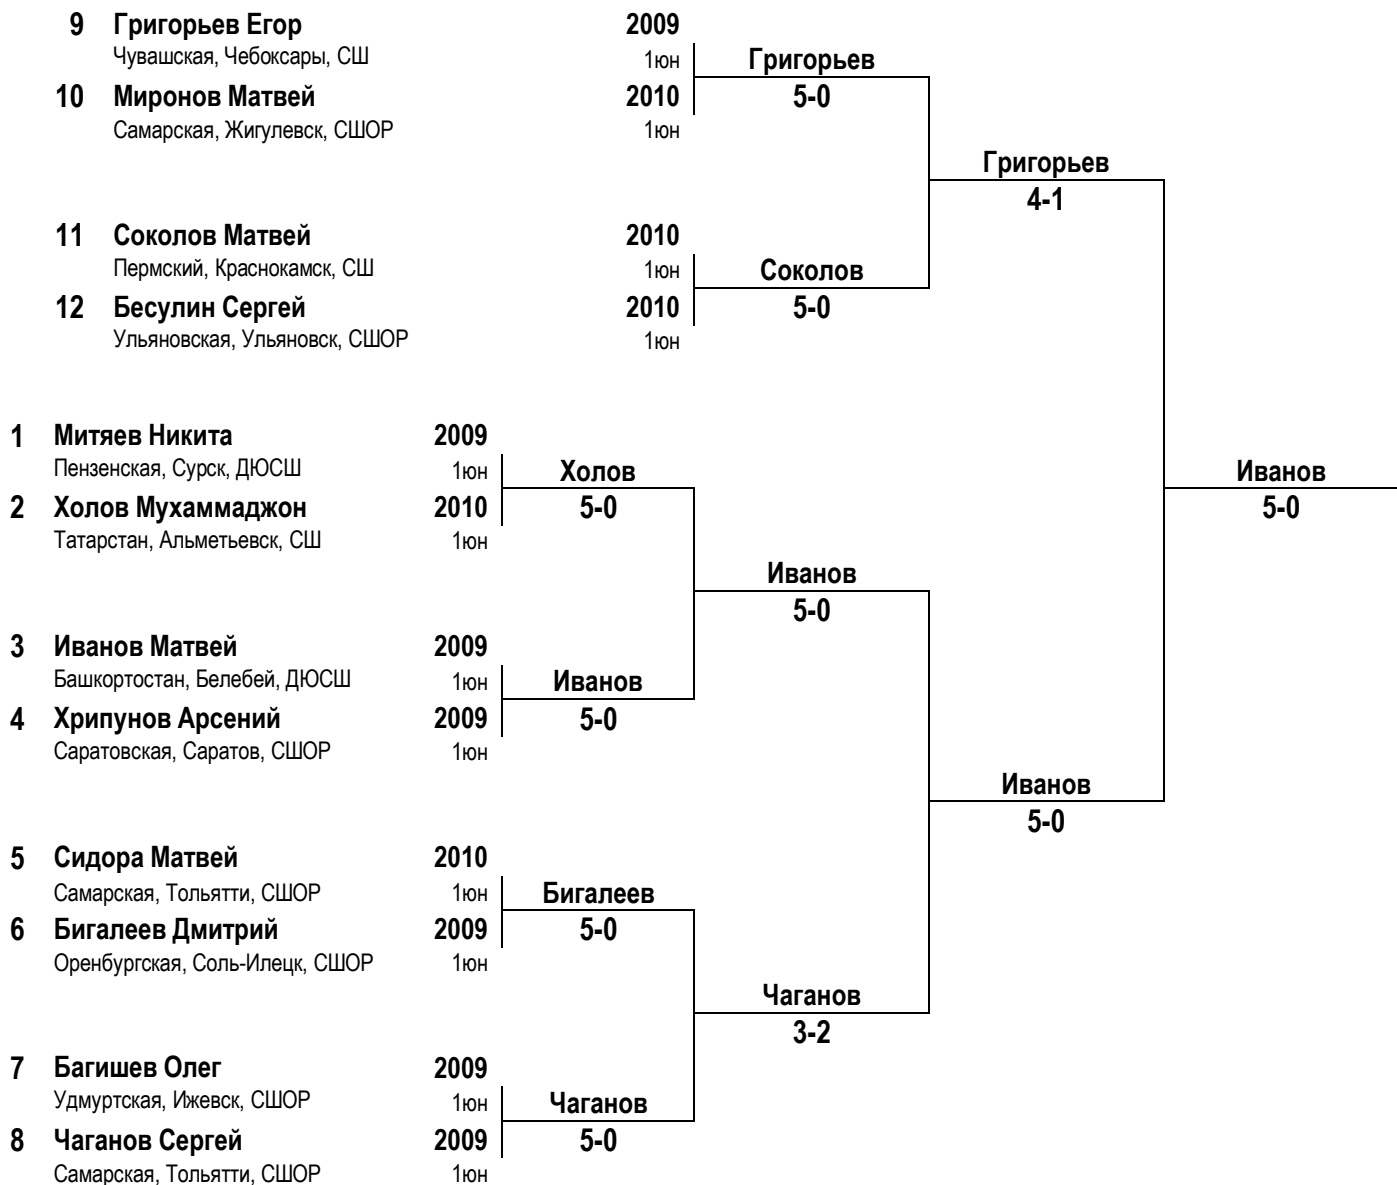 9 Григорьев Егор 2009
Чувашская, Чебоксары, СШ 1юн Григорьев
10 Миронов Матвей 2010 5-0
Самарская, Жигулевск, СШОР 1юн
Григорьев
4-1
11 Соколов Матвей 2010
Пермский, Краснокамск, СШ 1юн Соколов
12 Бесулин Сергей 2010 5-0
Ульяновская, Ульяновск, СШОР 1юн
1 Митяев Никита 2009
Пензенская, Сурск, ДЮСШ 1юн Холов Иванов
2 Холов Мухаммаджон 2010 5-0 5-0
Татарстан, Альметьевск, СШ 1юн
Иванов
5-0
3 Иванов Матвей 2009
Башкортостан, Белебей, ДЮСШ 1юн Иванов
4 Хрипунов Арсений 2009 5-0
Саратовская, Саратов, СШОР 1юн
Иванов
5-0
5 Сидора Матвей 2010
Самарская, Тольятти, СШОР 1юн Бигалеев
6 Бигалеев Дмитрий 2009 5-0
Оренбургская, Соль-Илецк, СШОР 1юн
Чаганов
3-2
7 Багишев Олег 2009
Удмуртская, Ижевск, СШОР 1юн Чаганов
8 Чаганов Сергей 2009 5-0
Самарская, Тольятти, СШОР 1юн